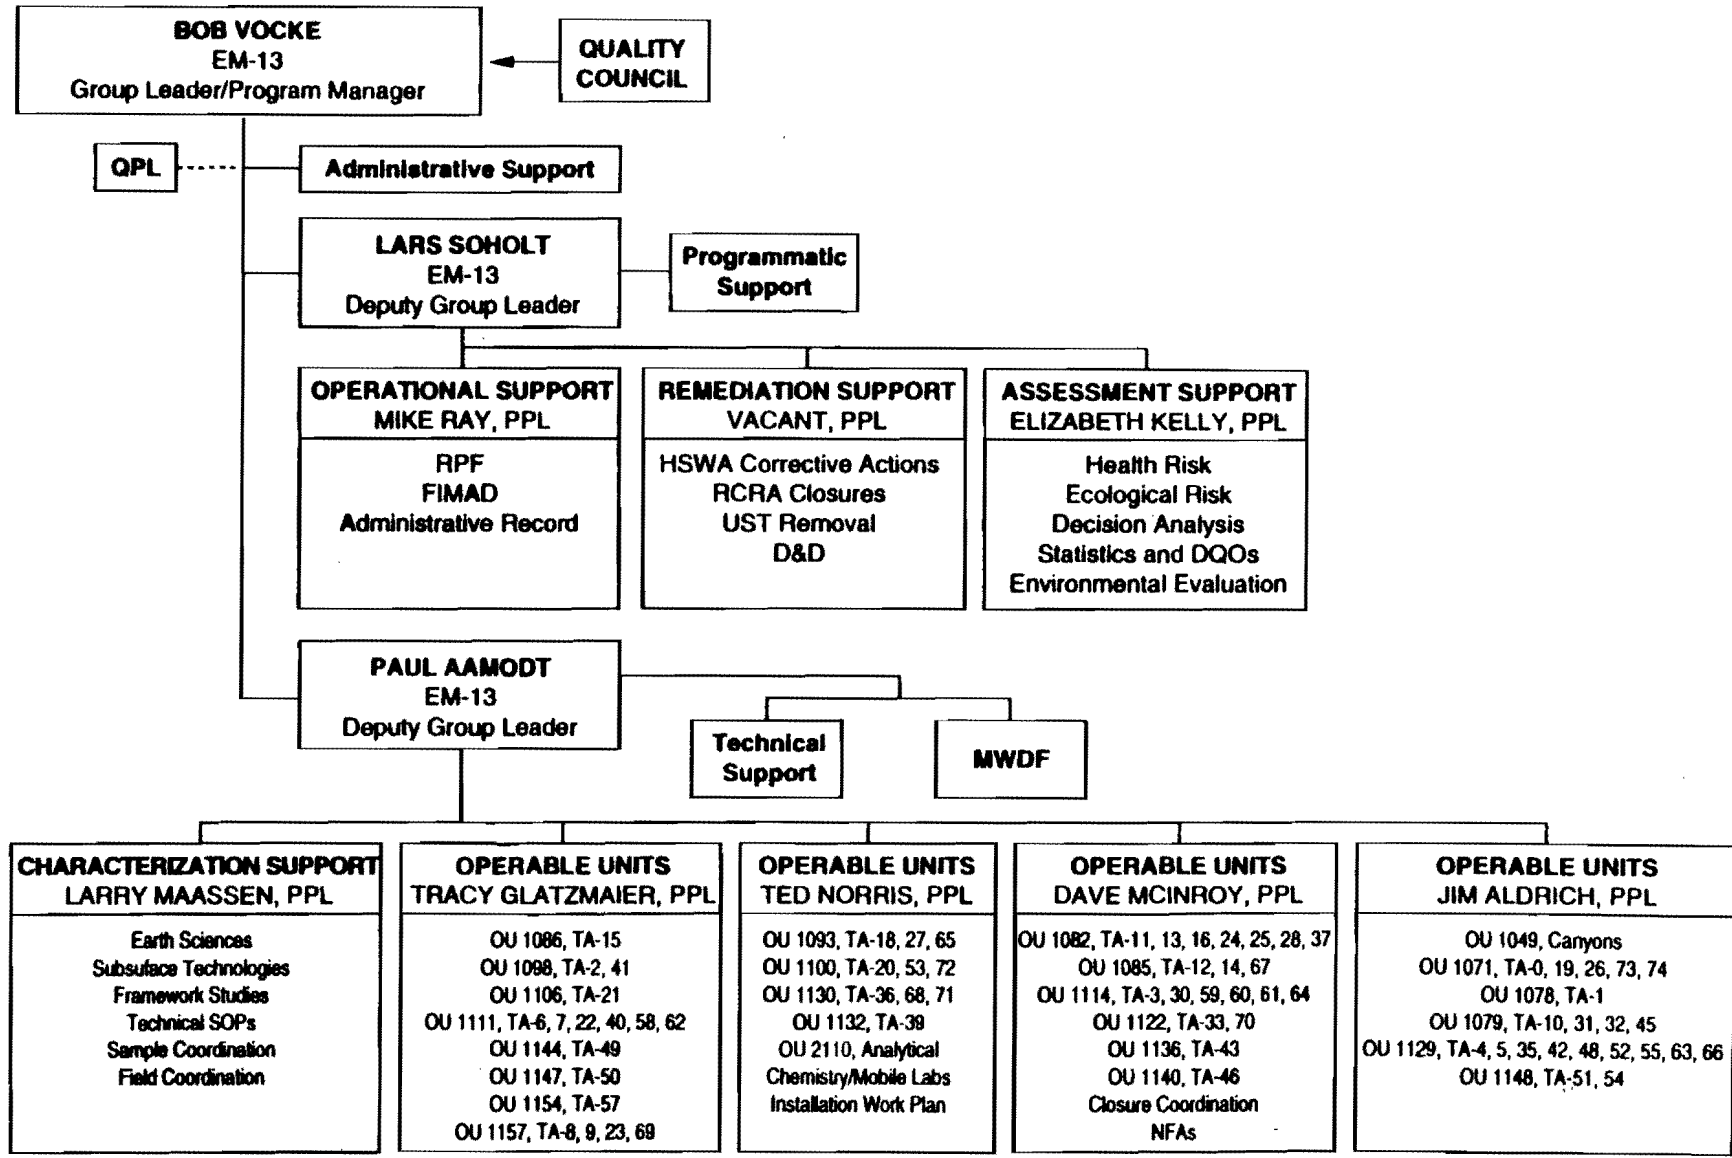 BOB VOCKE
EM-13
Group Leader/Program Manager
QUALITY
COUNCIL
QPL
Administrative Support
LARS SOHOLT
EM-13
Deputy Group Leader
Programmatic
Support
OPERATIONAL SUPPORT
MIKE RAY, PPL
RPF
FIMAD
Administrative Record
REMEDIATION SUPPORT
VACANT, PPL
HSWA Corrective Actions
RCRA Closures
UST Removal
D&D
ASSESSMENT SUPPORT
ELIZABETH KELLY, PPL
Health Risk
Ecological Risk
Decision Analysis
Statistics and DQOs
Environmental Evaluation
PAUL AAMODT
EM-13
Deputy Group Leader
Technical
Support
MWDF
CHARACTERIZATION SUPPORT
LARRY MAASSEN, PPL
Earth Sciences
Subsuface Technologies
Framework Studies
Technical SOPs
Sample Coordination
Field Coordination
OPERABLE UNITS
TRACY GLATZMAIER, PPL
OU 1086, TA-15
OU 1098, TA-2, 41
OU 1106, TA-21
OU 1111, TA-6, 7, 22, 40, 58, 62
OU 1144, TA-49
OU 1147, TA-50
OU 1154, TA-57
OU 1157, TA-8, 9, 23, 69
OPERABLE UNITS
TED NORRIS, PPL
OU 1093, TA-18, 27, 65
OU 1100, TA-20, 53, 72
OU 1130, TA-36, 68, 71
OU 1132, TA-39
OU 2110, Analytical
Chemistry/Mobile Labs
Installation Work Plan
OPERABLE UNITS
DAVE MCINROY, PPL
OU 1082, TA-11, 13, 16, 24, 25, 28, 37
OU 1085, TA-12, 14, 67
OU 1114, TA-3, 30, 59, 60, 61, 64
OU 1122, TA-33, 70
OU 1136, TA-43
OU 1140, TA-46
Closure Coordination
NFAs
OPERABLE UNITS
JIM ALDRICH, PPL
OU 1049, Canyons
OU 1071, TA-0, 19, 26, 73, 74
OU 1078, TA-1
OU 1079, TA-10, 31, 32, 45
OU 1129, TA-4, 5, 35, 42, 48, 52, 55, 63, 66
OU 1148, TA-51, 54